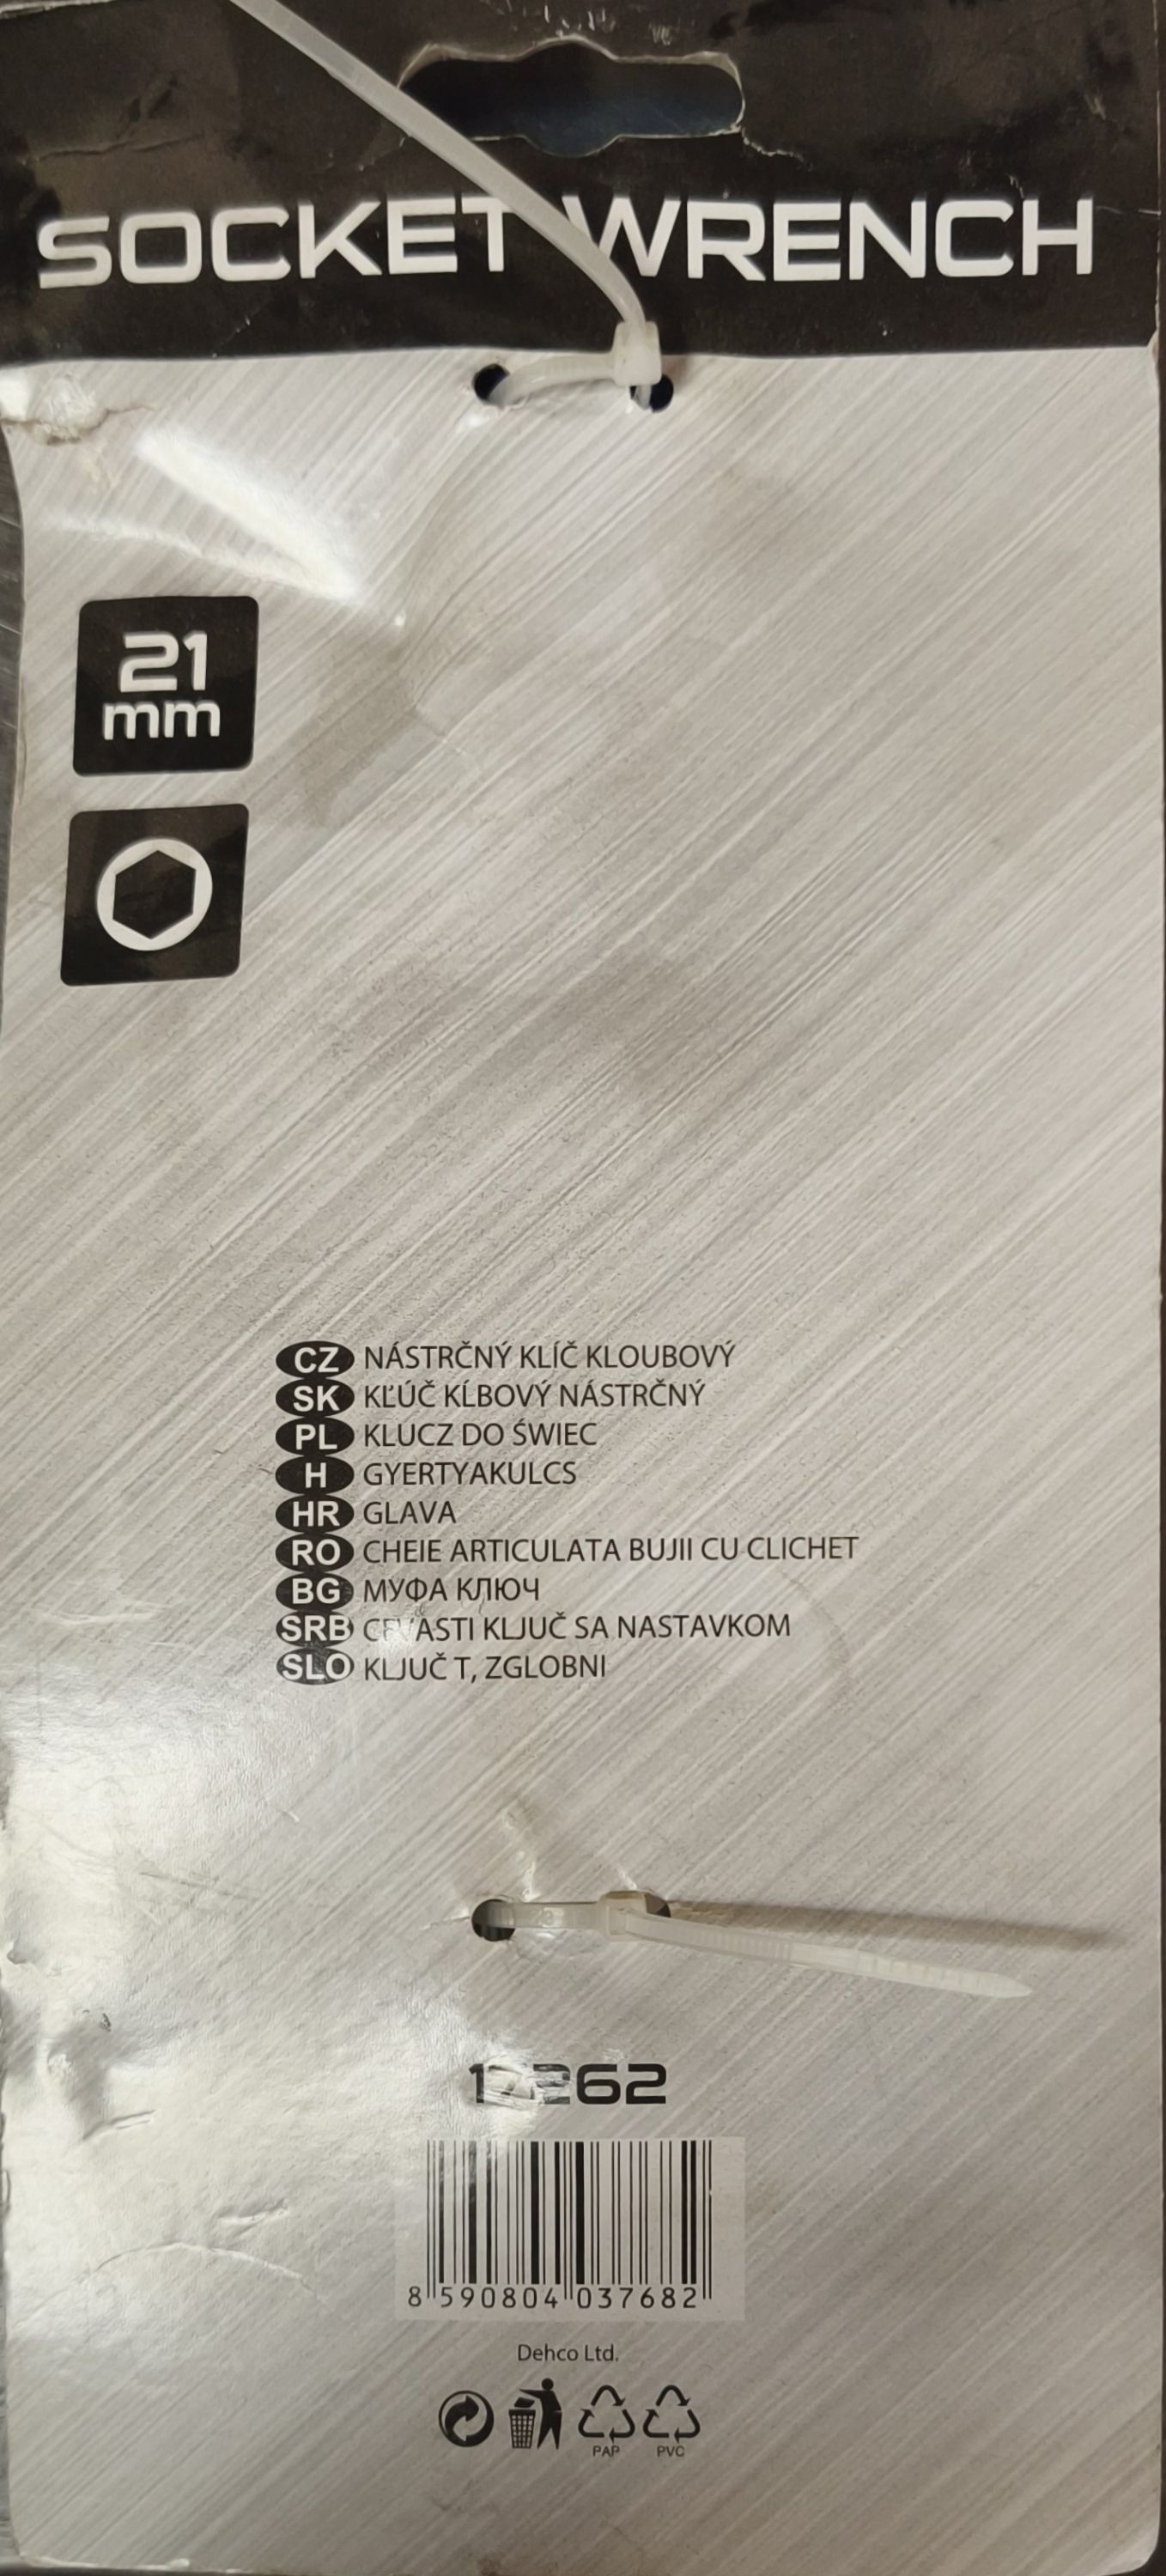 SOCKET WRENCH
21
mm
CZ NÁSTRČNÝ KLÍČ KLOUBOVÝ
SK KĽÚČ KĹBOVÝ NÁSTRČNÝ
PL KLUCZ DO ŚWIEC
H GYERTYAKULCS
HR GLAVA
RO CHEIE ARTICULATA BUJII CU CLICHET
BG МУФА КЛЮЧ
SRB KLJUČ SA NASTAVKOM
SLO KLJUČ T, ZGLOBNI
8 590804 037682
Dehco Ltd.
PAP PVC